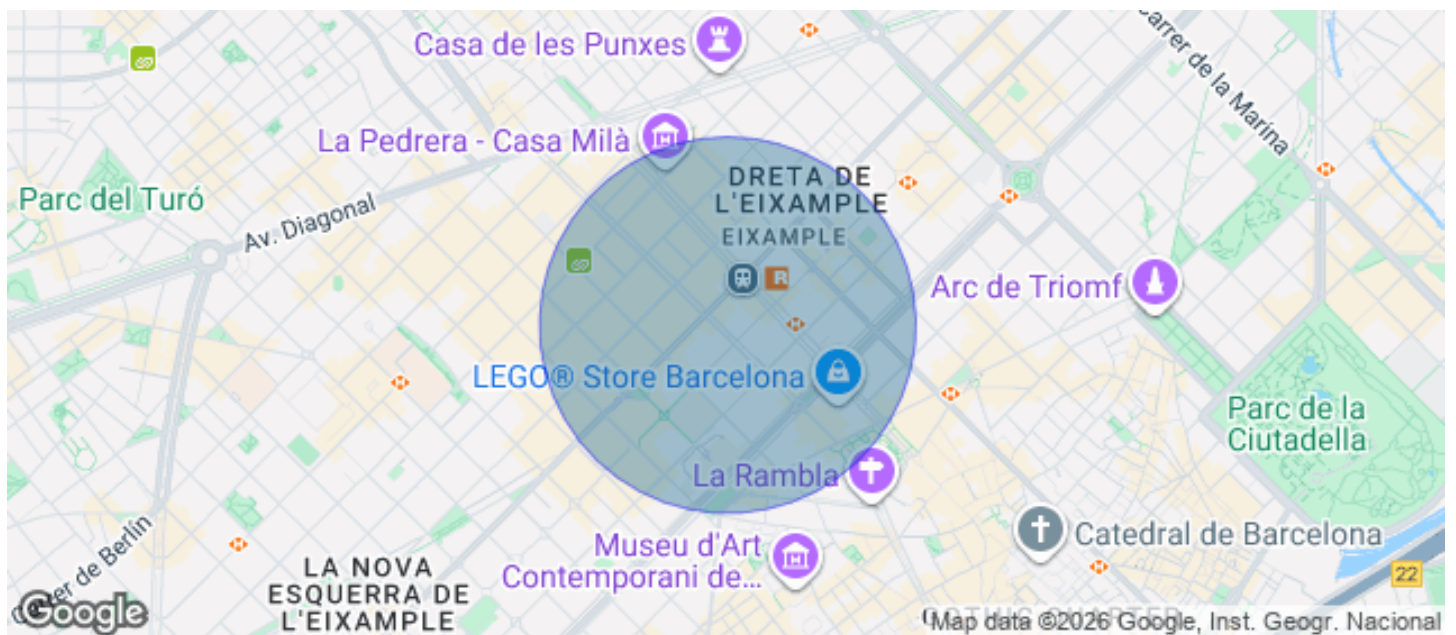 Casa de les Punxes
Carrer de la Marina
La Pedrera - Casa Milà
DRETA DE
L'EIXAMPLE
EIXAMPLE
Parc del Turó
Av. Diagonal
R
Arc de Triomf
LEGO® Store Barcelona
Parc de la
Ciutadella
La Rambla
Museu d'Art
Contemporani de...
Catedral de Barcelona
Carrer de Berlín
LA NOVA
ESQUERRA DE
L'EIXAMPLE
22
Google
Map data ©2026 Google, Inst. Geogr. Nacional